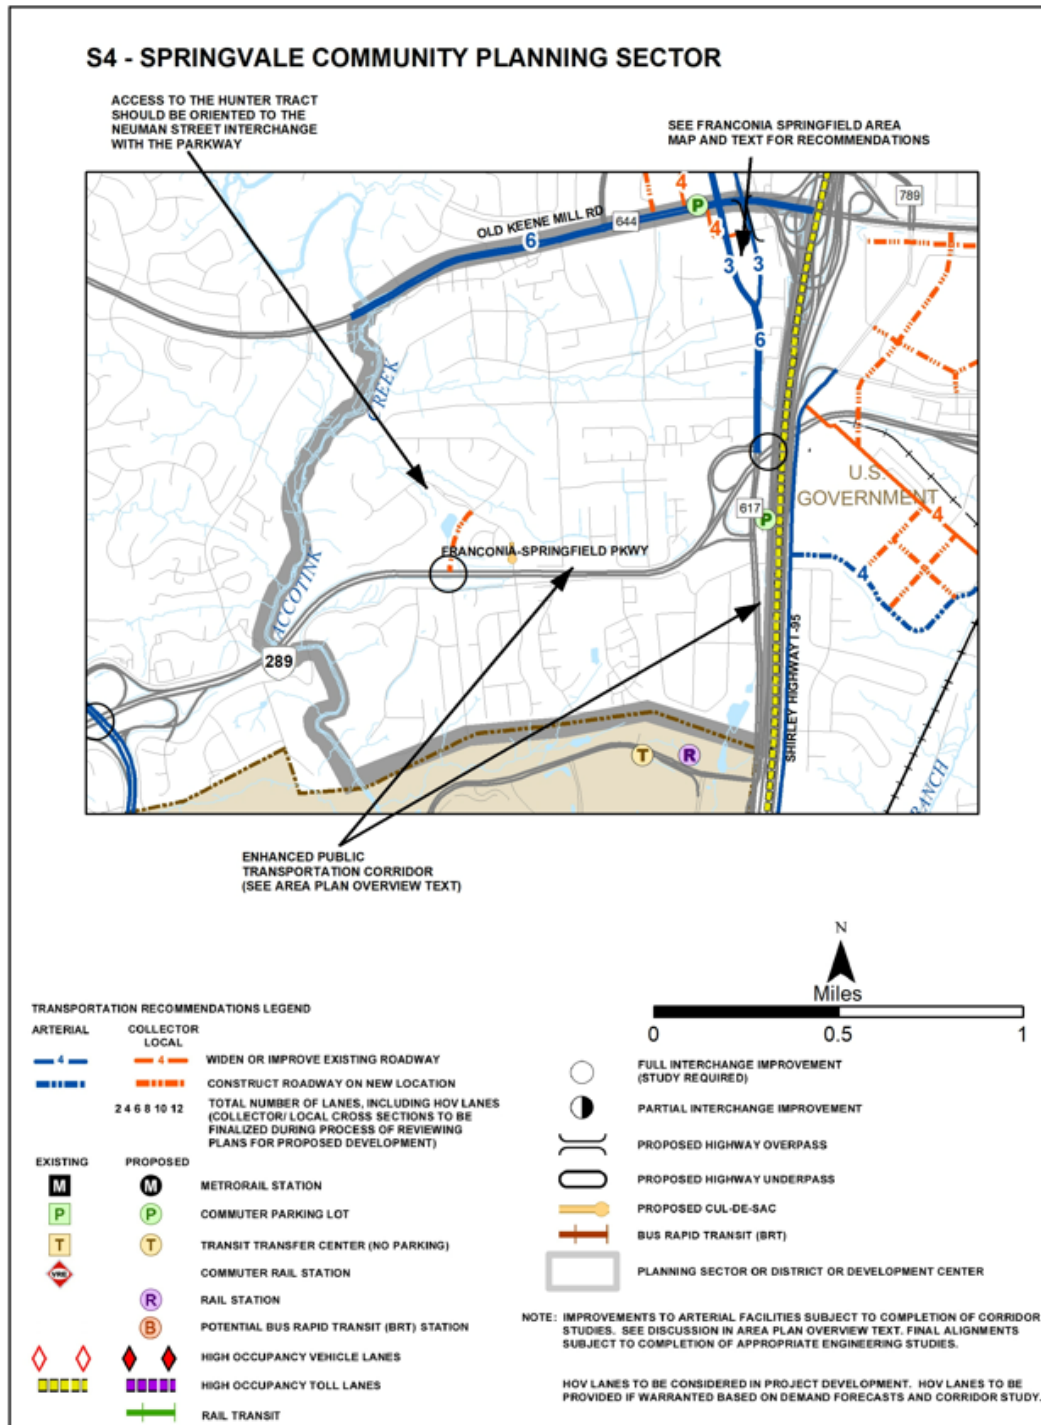 S4 - SPRINGVALE COMMUNITY PLANNING SECTOR
ACCESS TO THE HUNTER TRACT
SHOULD BE ORIENTED TO THE
NEUMAN STREET INTERCHANGE
WITH THE PARKWAY
SEE FRANCONIA SPRINGFIELD AREA
MAP AND TEXT FOR RECOMMENDATIONS
OLD KEENE MILL RD
644
6
P
4
4
789
3
3
6
CREEK
ACCOTINK
U.S.
GOVERNMENT
617
P
4
4
FRANCONIA-SPRINGFIELD PKWY
289
SHIRLEY HIGHWAY I -95
T
R
RANCH
ENHANCED PUBLIC
TRANSPORTATION CORRIDOR
(SEE AREA PLAN OVERVIEW TEXT)
N
Miles
0 0.5 1
TRANSPORTATION RECOMMENDATIONS LEGEND
ARTERIAL COLLECTOR
LOCAL
4 4 WIDEN OR IMPROVE EXISTING ROADWAY
CONSTRUCT ROADWAY ON NEW LOCATION
2 4 6 8 10 12 TOTAL NUMBER OF LANES, INCLUDING HOV LANES
(COLLECTOR/ LOCAL CROSS SECTIONS TO BE
FINALIZED DURING PROCESS OF REVIEWING
PLANS FOR PROPOSED DEVELOPMENT)
EXISTING PROPOSED
M M METRORAIL STATION
P P COMMUTER PARKING LOT
T T TRANSIT TRANSFER CENTER (NO PARKING)
VRE COMMUTER RAIL STATION
R RAIL STATION
B POTENTIAL BUS RAPID TRANSIT (BRT) STATION
HIGH OCCUPANCY VEHICLE LANES
HIGH OCCUPANCY TOLL LANES
RAIL TRANSIT
FULL INTERCHANGE IMPROVEMENT
(STUDY REQUIRED)
PARTIAL INTERCHANGE IMPROVEMENT
PROPOSED HIGHWAY OVERPASS
PROPOSED HIGHWAY UNDERPASS
PROPOSED CUL-DE-SAC
BUS RAPID TRANSIT (BRT)
PLANNING SECTOR OR DISTRICT OR DEVELOPMENT CENTER
NOTE: IMPROVEMENTS TO ARTERIAL FACILITIES SUBJECT TO COMPLETION OF CORRIDOR
STUDIES. SEE DISCUSSION IN AREA PLAN OVERVIEW TEXT. FINAL ALIGNMENTS
SUBJECT TO COMPLETION OF APPROPRIATE ENGINEERING STUDIES.
HOV LANES TO BE CONSIDERED IN PROJECT DEVELOPMENT. HOV LANES TO BE
PROVIDED IF WARRANTED BASED ON DEMAND FORECASTS AND CORRIDOR STUDY.